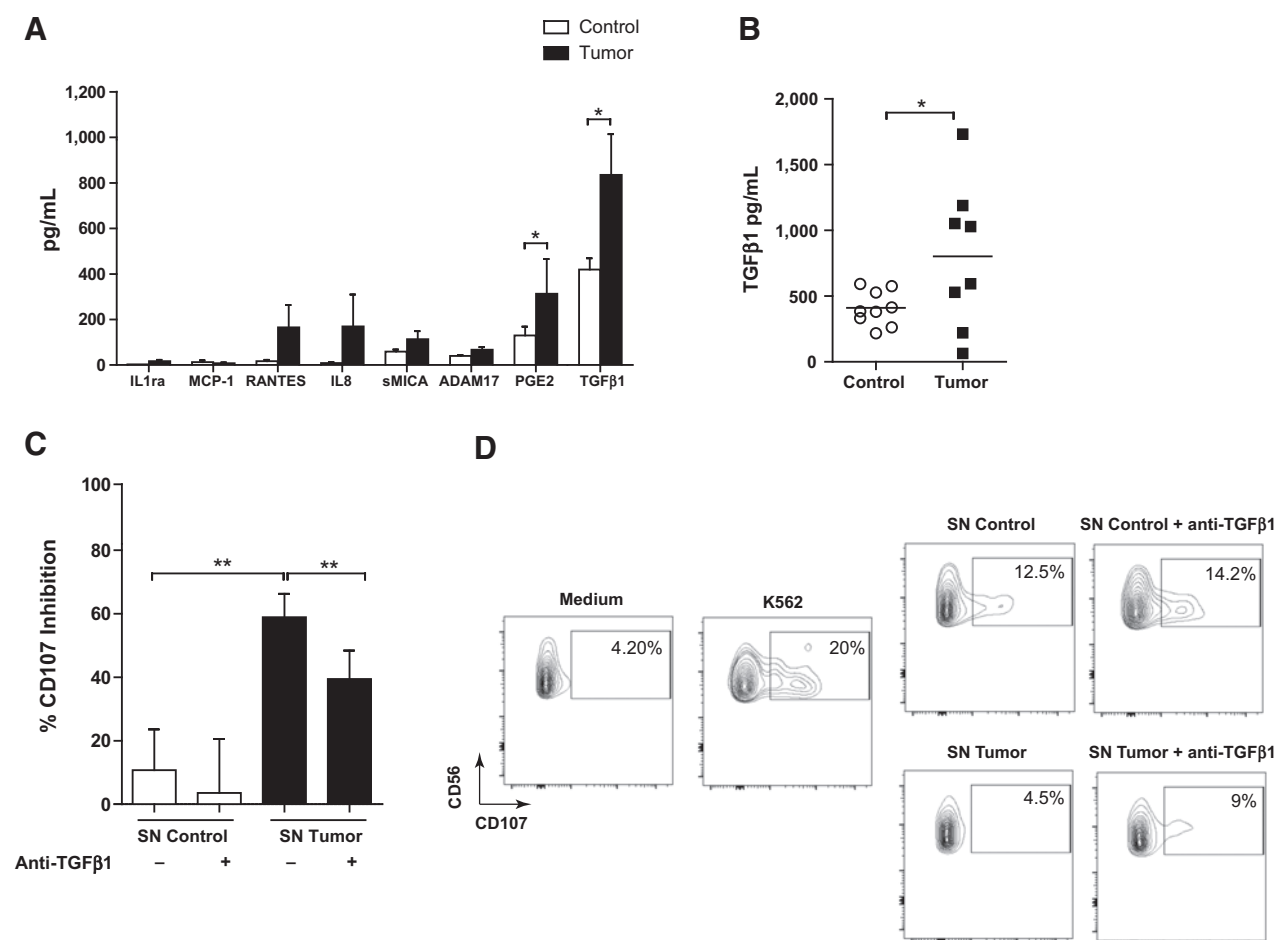 A
Control
Tumor
1,200
1,000
800
600
400
200
0
pg/mL
*
*
IL1ra MCP-1 RANTES IL8 sMICA ADAM17 PGE2 TGFβ1
B
2,000
1,500
1,000
500
0
TGFβ1 pg/mL
*
Control Tumor
C
100
80
60
40
20
0
% CD107 Inhibition
** **
SN Control SN Tumor
Anti-TGFβ1 – + – +
D
Medium
4.20%
K562
20%
CD56
CD107
SN Control
12.5%
SN Control + anti-TGFβ1
14.2%
SN Tumor
4.5%
SN Tumor + anti-TGFβ1
9%